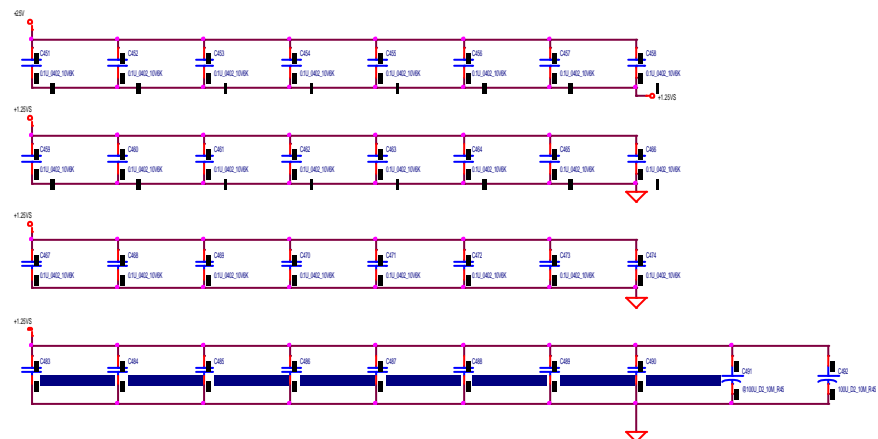 +2.5V
C451 C452 C453 C454 C455 C456 C457 C458
0.1U_0402_10V6K 0.1U_0402_10V6K 0.1U_0402_10V6K 0.1U_0402_10V6K 0.1U_0402_10V6K 0.1U_0402_10V6K 0.1U_0402_10V6K 0.1U_0402_10V6K
+1.25VS
+1.25VS
C459 C460 C461 C462 C463 C464 C465 C466
0.1U_0402_10V6K 0.1U_0402_10V6K 0.1U_0402_10V6K 0.1U_0402_10V6K 0.1U_0402_10V6K 0.1U_0402_10V6K 0.1U_0402_10V6K 0.1U_0402_10V6K
+1.25VS
C467 C468 C469 C470 C471 C472 C473 C474
0.1U_0402_10V6K 0.1U_0402_10V6K 0.1U_0402_10V6K 0.1U_0402_10V6K 0.1U_0402_10V6K 0.1U_0402_10V6K 0.1U_0402_10V6K 0.1U_0402_10V6K
+1.25VS
C483 C484 C485 C486 C487 C488 C489 C490 C491 C492
@100U_D2_10M_R45 100U_D2_10M_R45